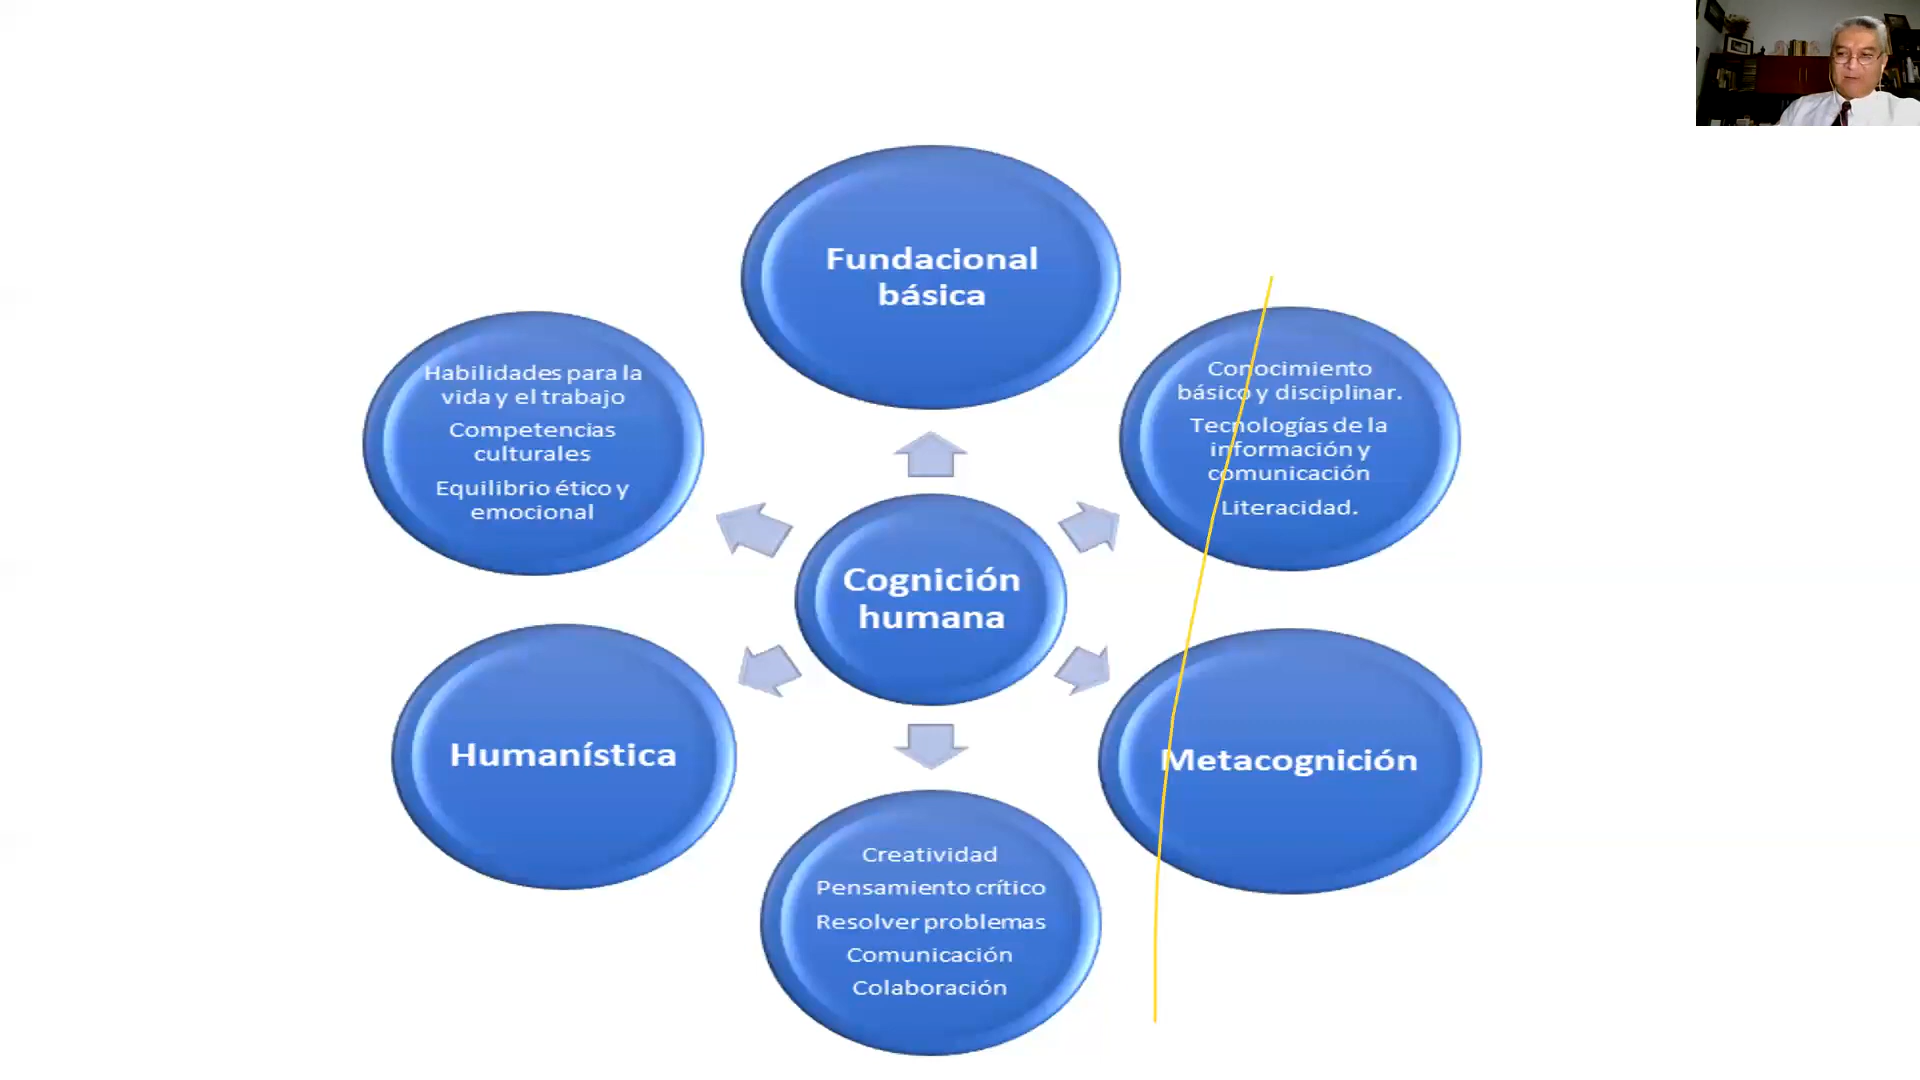 Fundacional
básica
Conocimiento
básico y disciplinar.
Tecnologías de la
información y
comunicación
Literacidad.
Metacognición
Creatividad
Pensamiento crítico
Resolver problemas
Comunicación
Colaboración
Humanística
Habilidades para la
vida y el trabajo
Competencias
culturales
Equilibrio ético y
emocional
Cognición
humana